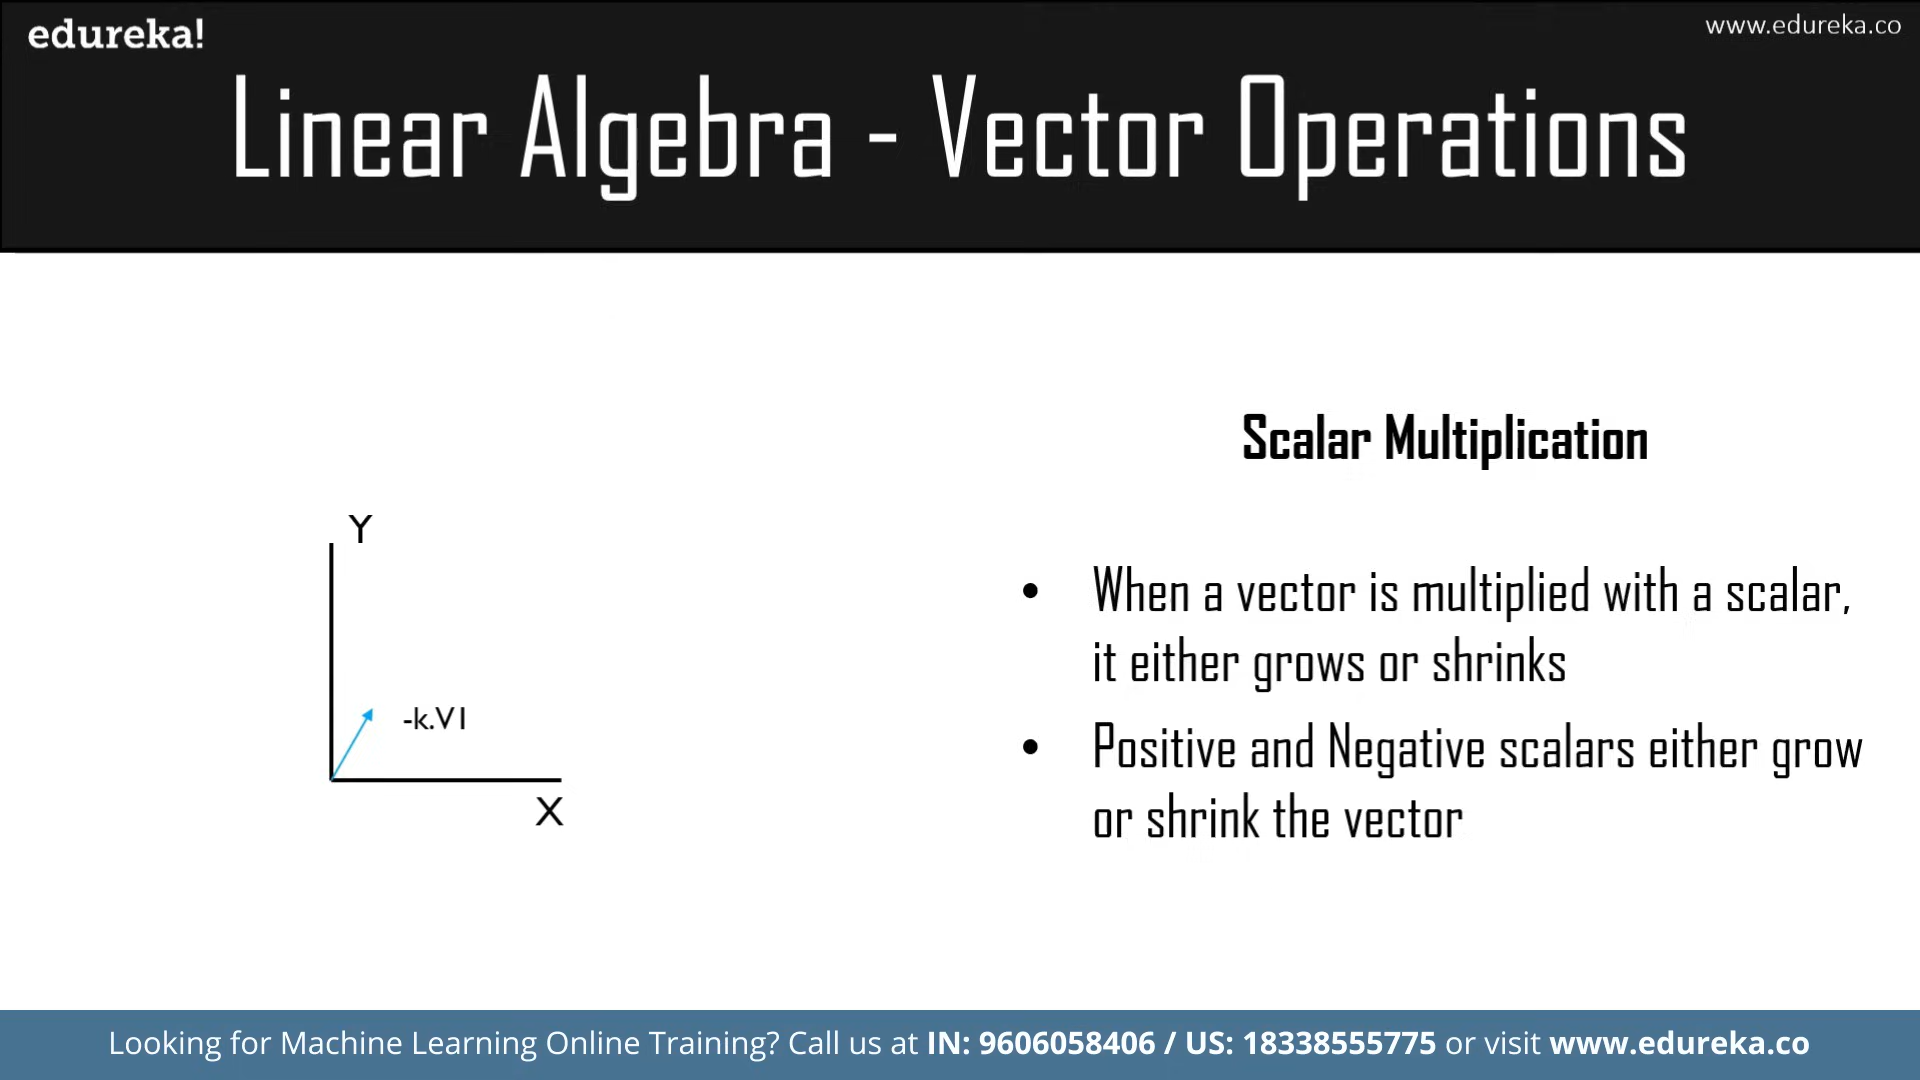 edureka!
www.edureka.co
Linear Algebra - Vector Operations
Scalar Multiplication
Y
-k.V1
X
• When a vector is multiplied with a scalar,
it either grows or shrinks
• Positive and Negative scalars either grow
or shrink the vector
Looking for Machine Learning Online Training? Call us at IN: 9606058406 / US: 18338555775 or visit www.edureka.co